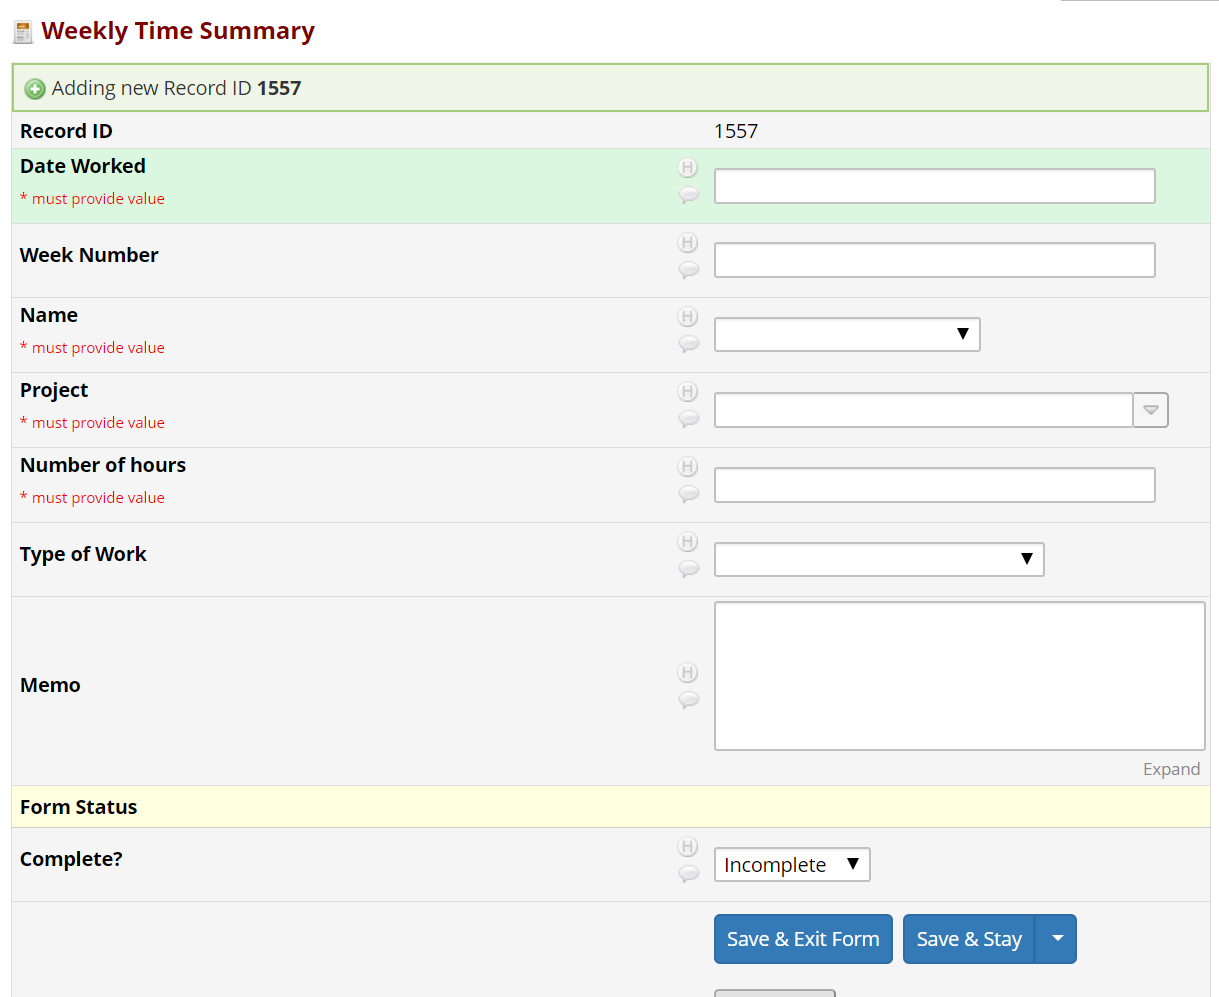 Weekly Time Summary
Adding new Record ID 1557
Record ID 1557
Date Worked
* must provide value
H
Week Number
H
Name
* must provide value
H
Project
* must provide value
H
Number of hours
* must provide value
H
Type of Work
H
Memo
H
Expand
Form Status
Complete?
H
Incomplete
Save & Exit Form Save & Stay